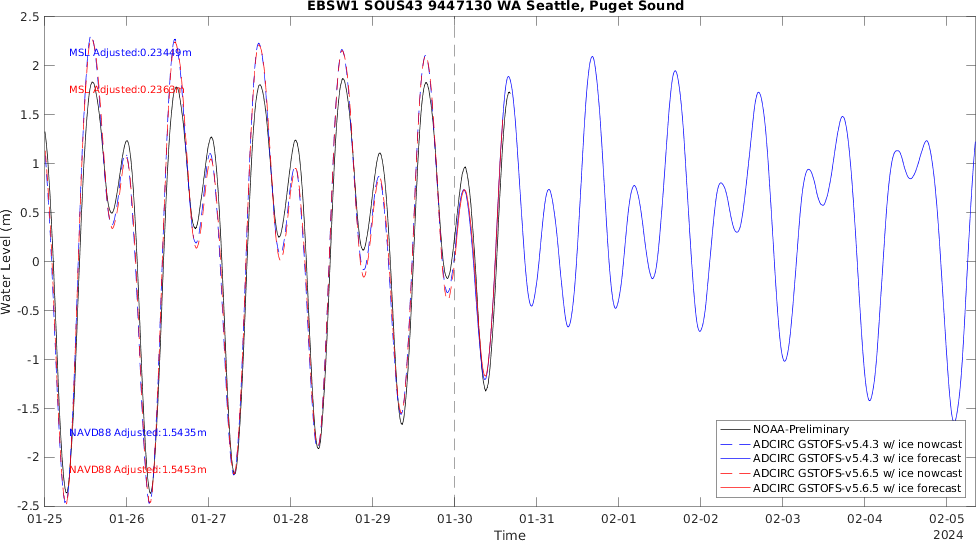 EBSW1 SOUS43 9447130 WA Seattle, Puget Sound
2.5
2
1.5
1
0.5
0
-0.5
-1
-1.5
-2
-2.5
Water Level (m)
MSL Adjusted:0.23449m
MSL Adjusted:0.2363m
NAVD88 Adjusted:1.5435m
NAVD88 Adjusted:1.5453m
NOAA-Preliminary
ADCIRC GSTOFS-v5.4.3 w/ ice nowcast
ADCIRC GSTOFS-v5.4.3 w/ ice forecast
ADCIRC GSTOFS-v5.6.5 w/ ice nowcast
ADCIRC GSTOFS-v5.6.5 w/ ice forecast
01-25 01-26 01-27 01-28 01-29 01-30 01-31 02-01 02-02 02-03 02-04 02-05
2024
Time